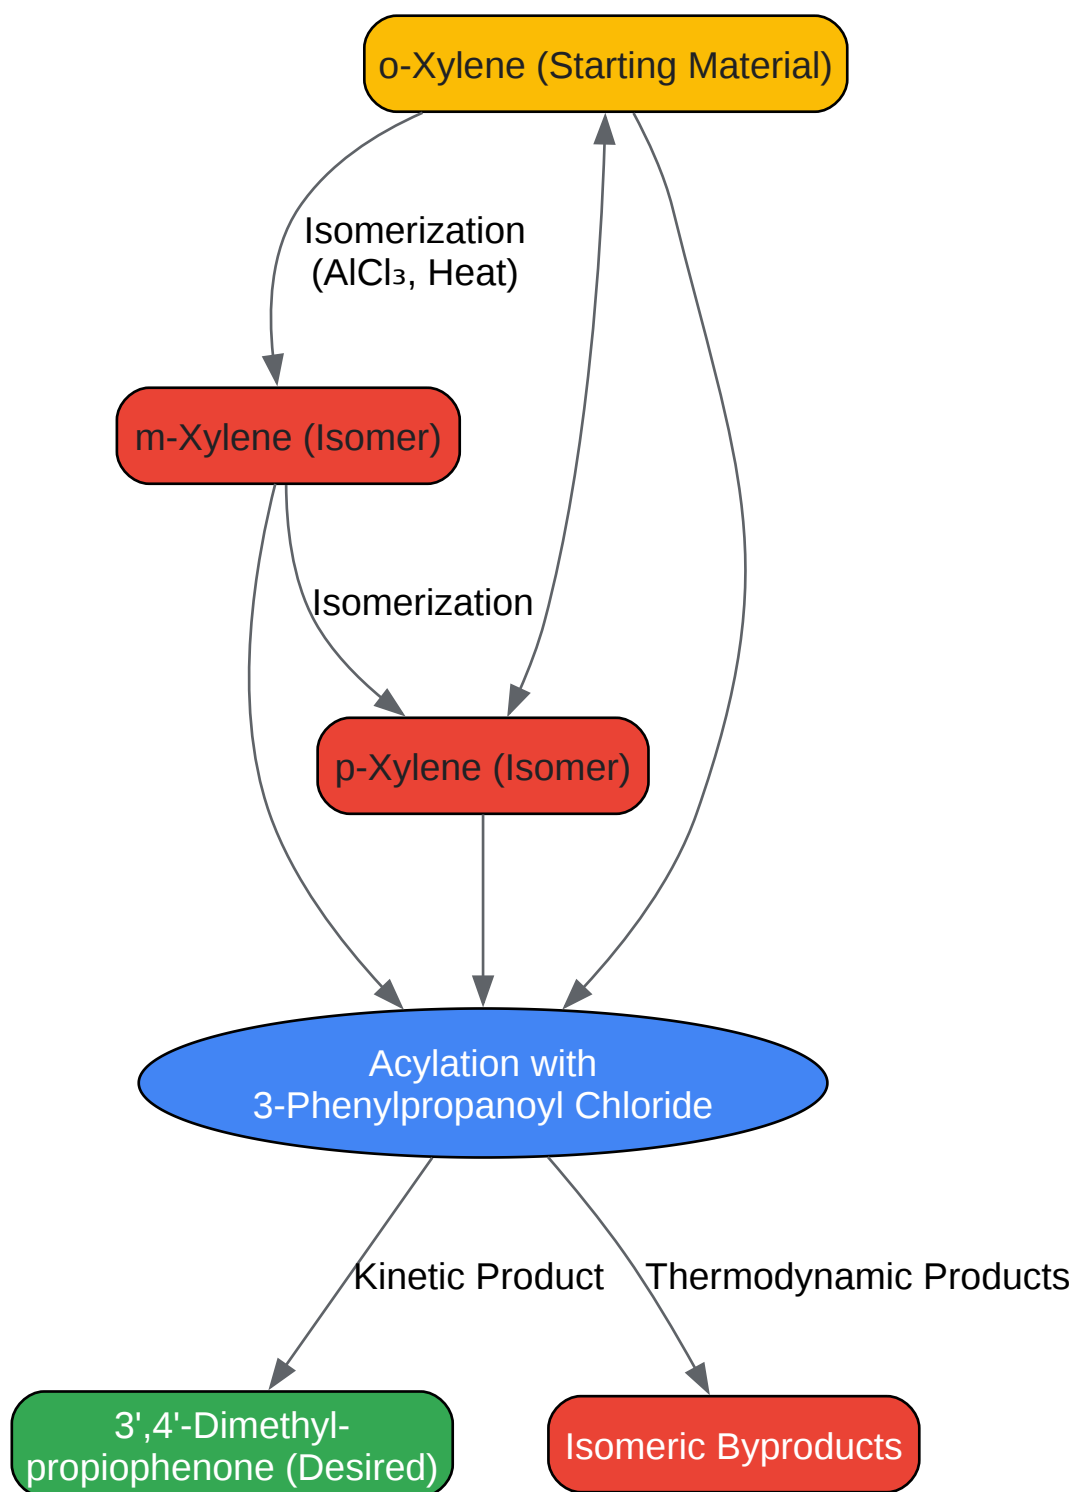 o-Xylene (Starting Material)
Isomerization
(AlCl₃, Heat)
m-Xylene (Isomer)
Isomerization
p-Xylene (Isomer)
Acylation with
3-Phenylpropanoyl Chloride
Kinetic Product
Thermodynamic Products
3',4'-Dimethyl-
propiophenone (Desired)
Isomeric Byproducts